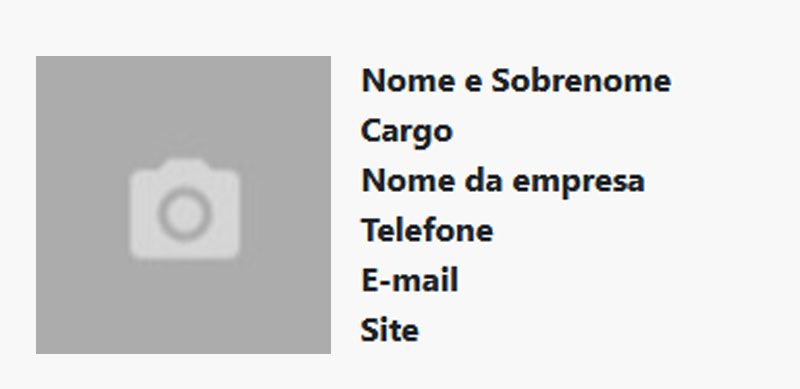 Nome e Sobrenome
Cargo
Nome da empresa
Telefone
E-mail
Site